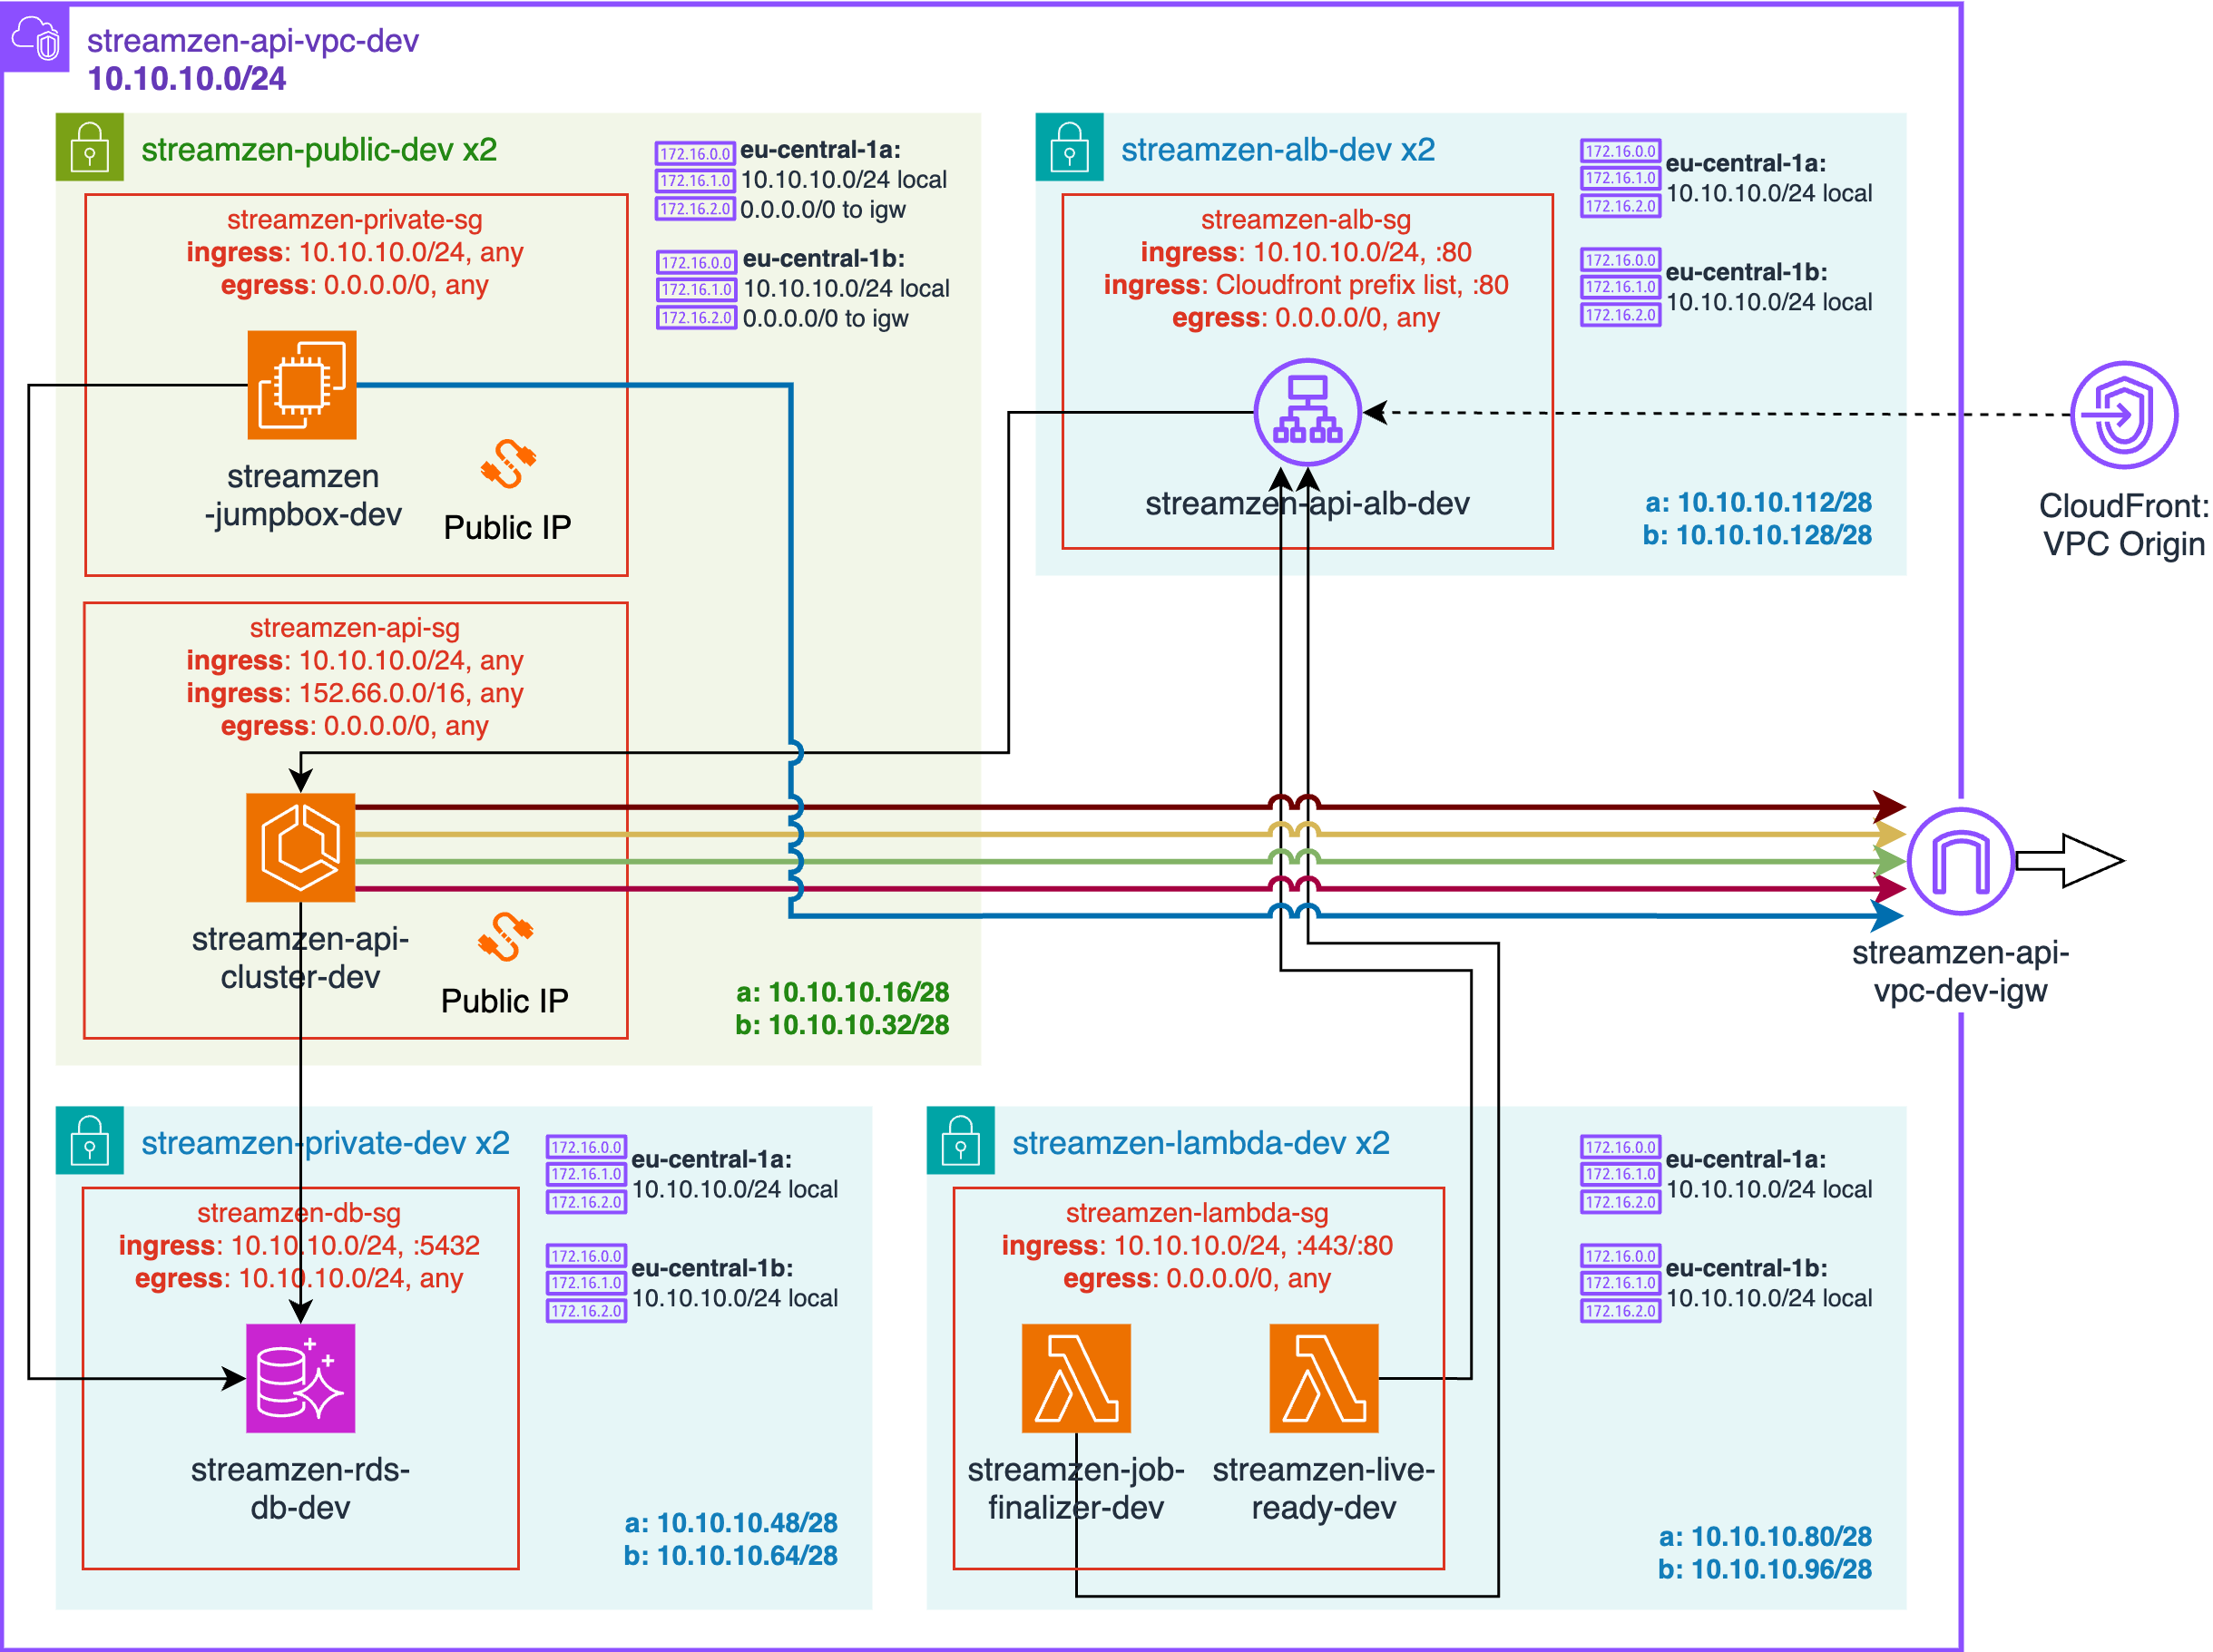 streamzen-api-vpc-dev
10.10.10.0/24
streamzen-public-dev x2
172.16.0.0
172.16.1.0
172.16.2.0
eu-central-1a:
10.10.10.0/24 local
0.0.0.0/0 to igw
172.16.0.0
172.16.1.0
172.16.2.0
eu-central-1b:
10.10.10.0/24 local
0.0.0.0/0 to igw
streamzen-private-sg
ingress: 10.10.10.0/24, any
egress: 0.0.0.0/0, any
streamzen
-jumpbox-dev
Public IP
streamzen-api-sg
ingress: 10.10.10.0/24, any
ingress: 152.66.0.0/16, any
egress: 0.0.0.0/0, any
streamzen-api-
cluster-dev
Public IP
a: 10.10.10.16/28
b: 10.10.10.32/28
streamzen-alb-dev x2
172.16.0.0
172.16.1.0
172.16.2.0
eu-central-1a:
10.10.10.0/24 local
172.16.0.0
172.16.1.0
172.16.2.0
eu-central-1b:
10.10.10.0/24 local
streamzen-alb-sg
ingress: 10.10.10.0/24, :80
ingress: Cloudfront prefix list, :80
egress: 0.0.0.0/0, any
streamzen-api-alb-dev
a: 10.10.10.112/28
b: 10.10.10.128/28
CloudFront:
VPC Origin
streamzen-api-
vpc-dev-igw
streamzen-private-dev x2
172.16.0.0
172.16.1.0
172.16.2.0
eu-central-1a:
10.10.10.0/24 local
172.16.0.0
172.16.1.0
172.16.2.0
eu-central-1b:
10.10.10.0/24 local
streamzen-db-sg
ingress: 10.10.10.0/24, :5432
egress: 10.10.10.0/24, any
streamzen-rds-
db-dev
a: 10.10.10.48/28
b: 10.10.10.64/28
streamzen-lambda-dev x2
172.16.0.0
172.16.1.0
172.16.2.0
eu-central-1a:
10.10.10.0/24 local
172.16.0.0
172.16.1.0
172.16.2.0
eu-central-1b:
10.10.10.0/24 local
streamzen-lambda-sg
ingress: 10.10.10.0/24, :443/:80
egress: 0.0.0.0/0, any
streamzen-job-
finalizer-dev
streamzen-live-
ready-dev
a: 10.10.10.80/28
b: 10.10.10.96/28